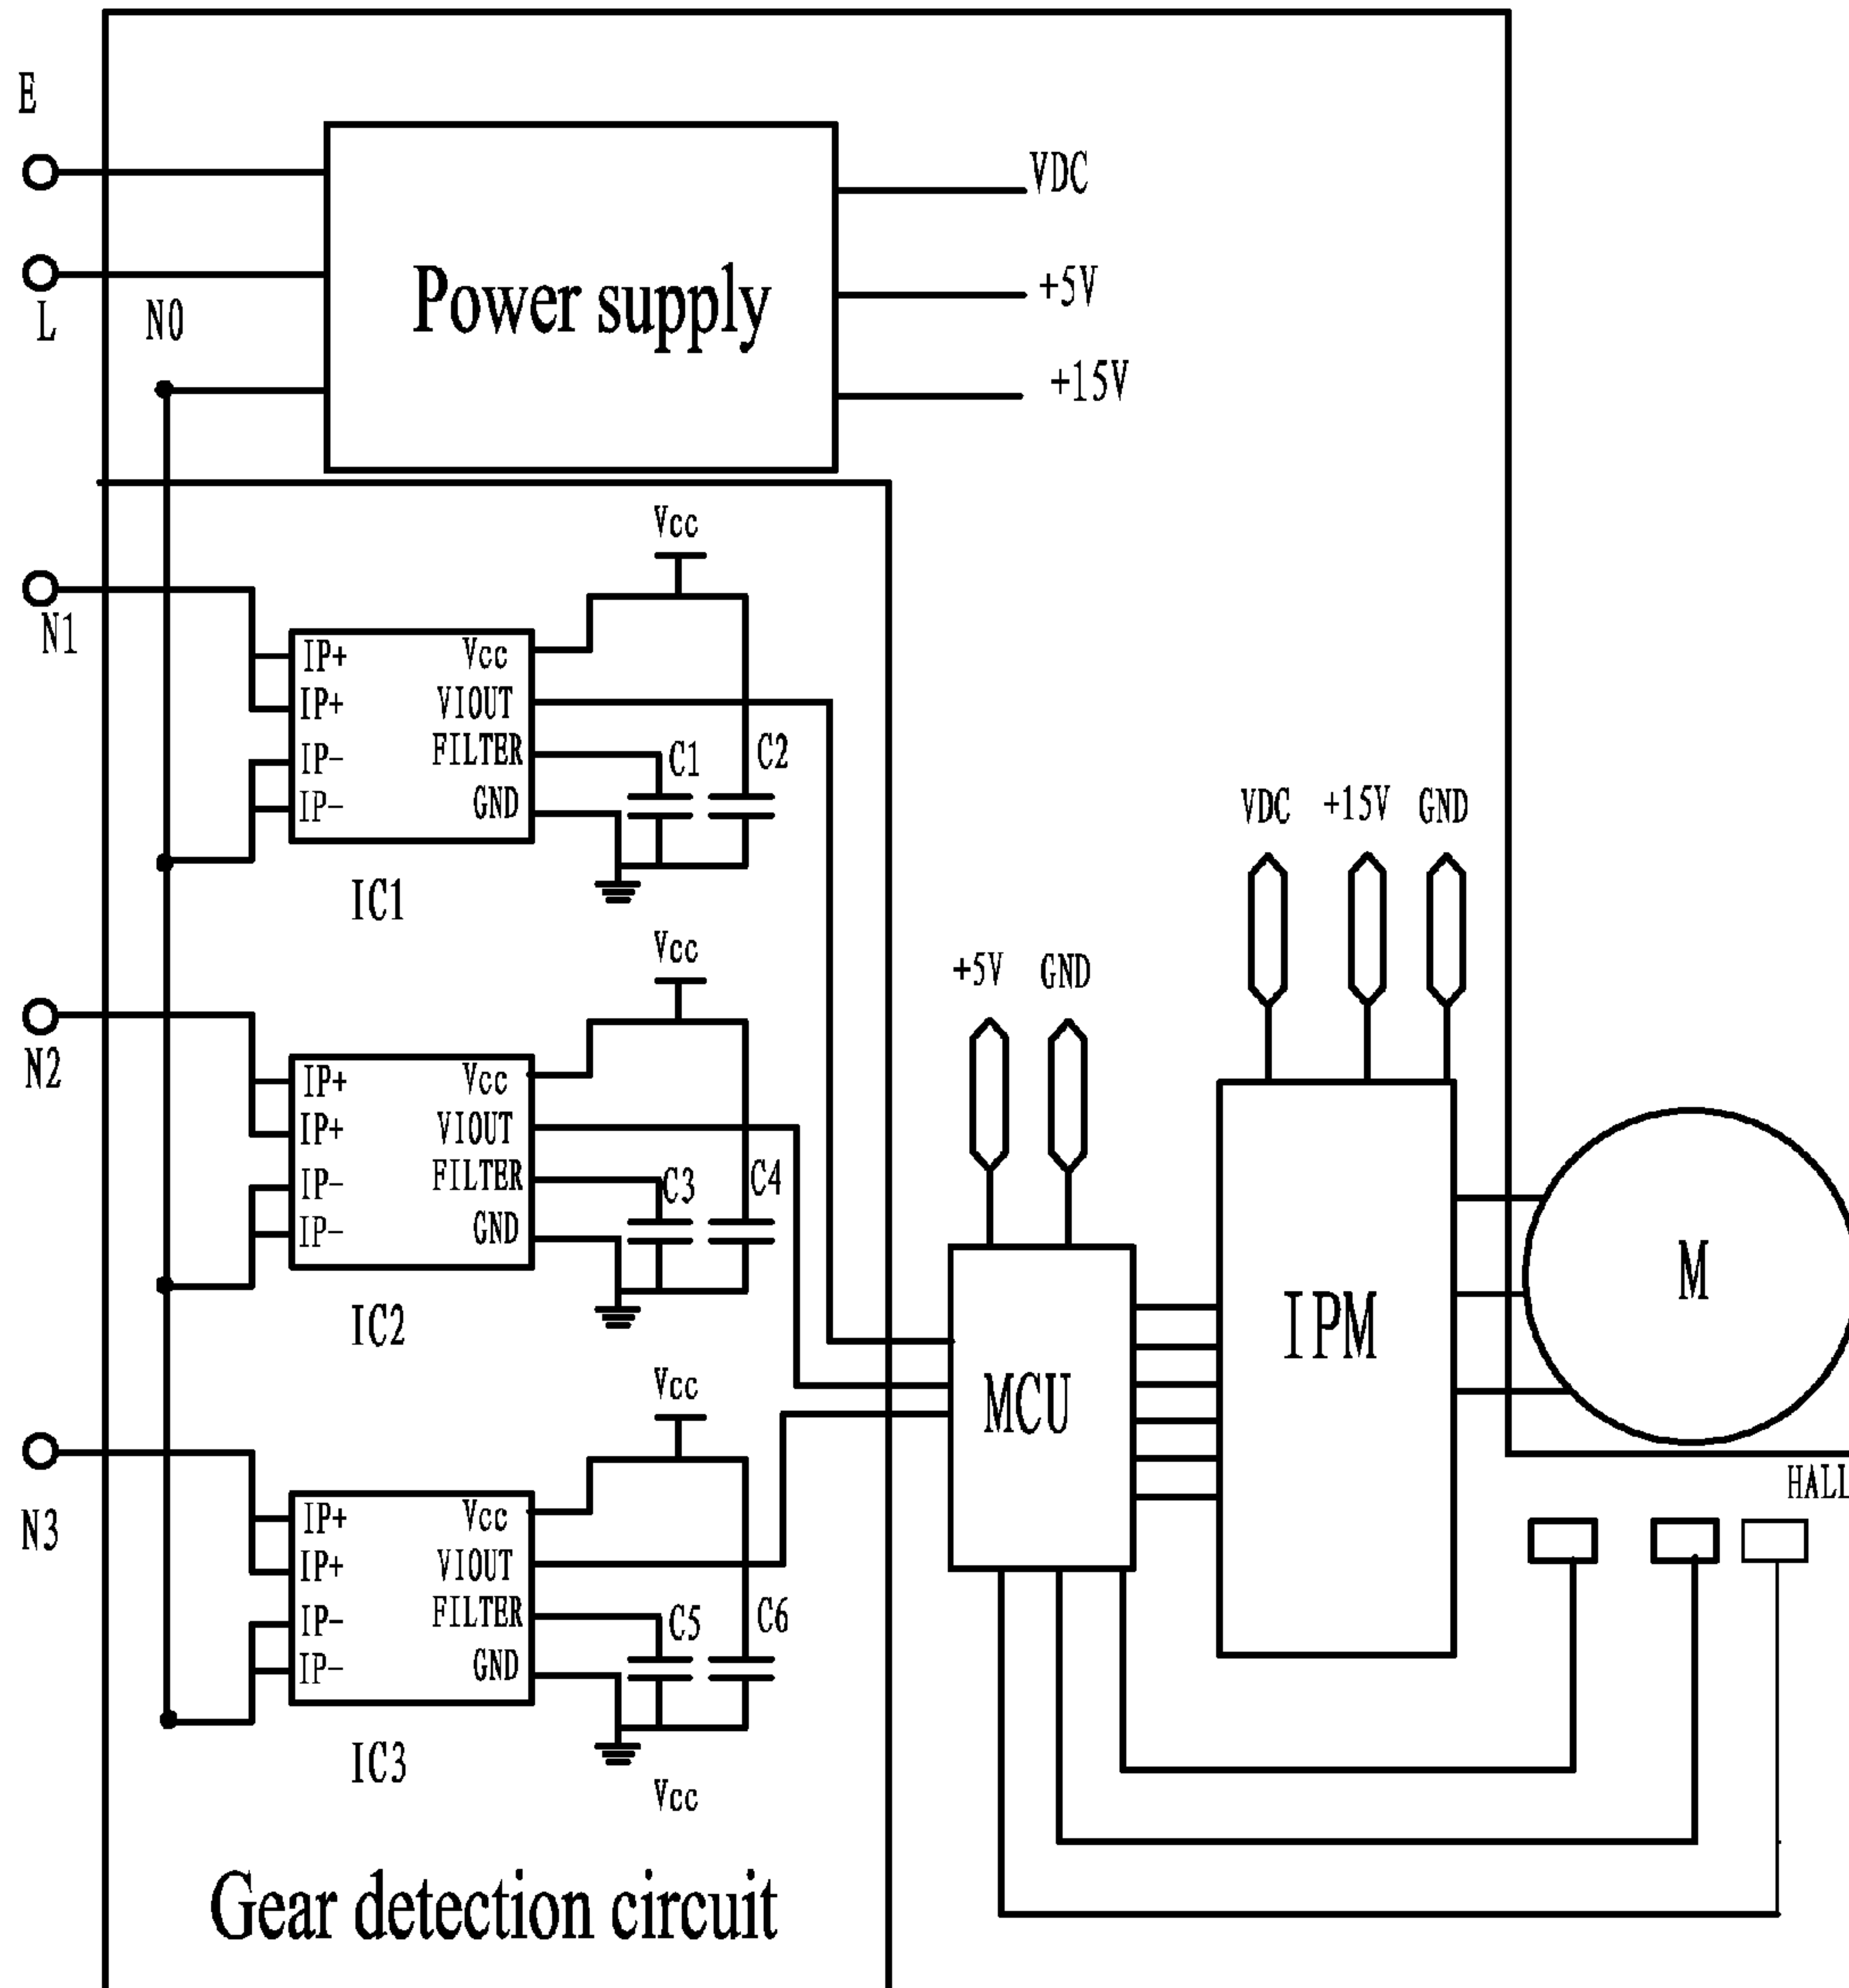 E
VDC
L
N0
Power supply
+5V
+15V
Vcc
N1
IP+
Vcc
IP+
VIOUT
IP-
FILTER
C1
C2
IP-
GND
IC1
VDC
+15V
GND
Vcc
+5V
GND
N2
IP+
Vcc
IP+
VIOUT
IP-
FILTER
C3
C4
IP-
GND
IC2
MCU
IPM
M
Vcc
HALL
N3
IP+
Vcc
IP+
VIOUT
IP-
FILTER
C5
C6
IP-
GND
IC3
Vcc
Gear detection circuit